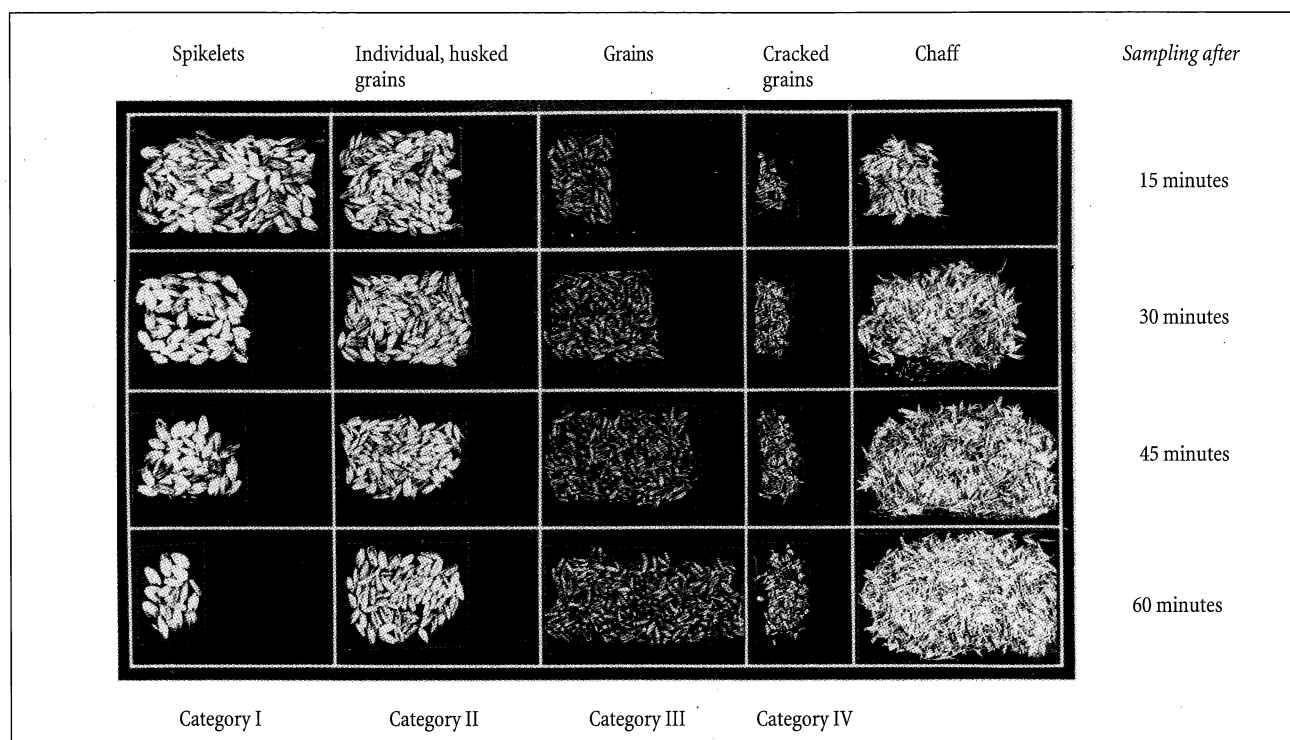 Spikelets
Individual, husked
grains
Grains
Cracked
grains
Chaff
Sampling after
15 minutes
30 minutes
45 minutes
60 minutes
Category I
Category II
Category III
Category IV